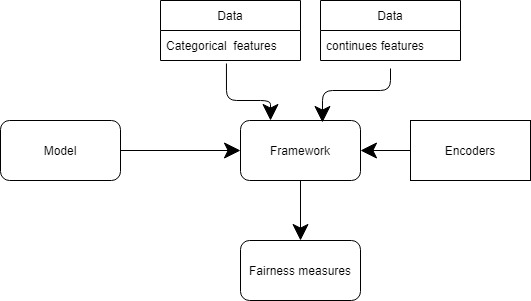 Data
Categorical features
Data
continues features
Model
Framework
Encoders
Fairness measures